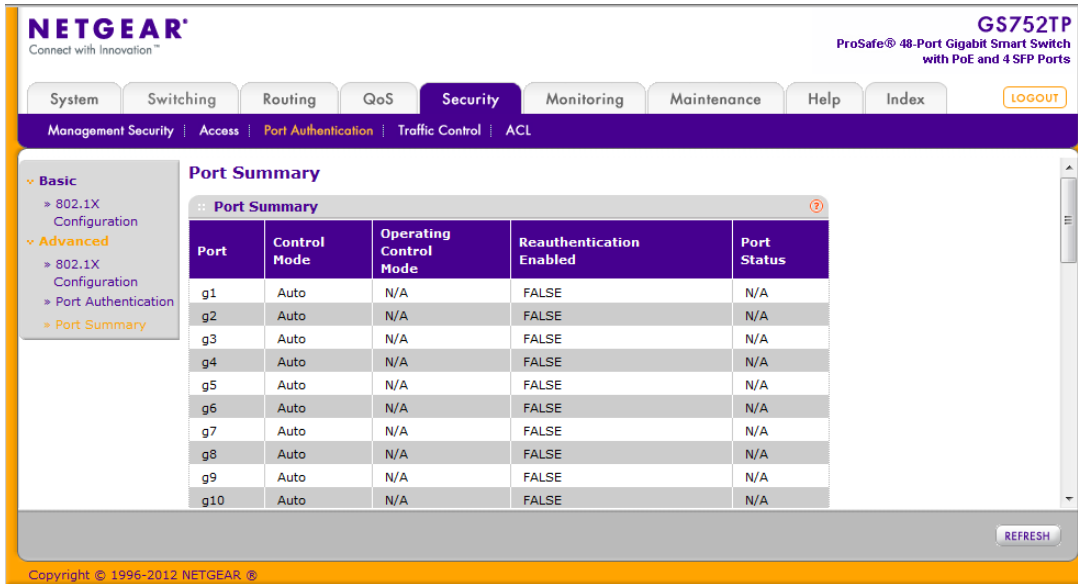 NETGEAR®
Connect with Innovation™
GS752TP
ProSafe® 48-Port Gigabit Smart Switch
with PoE and 4 SFP Ports
System Switching Routing QoS Security Monitoring Maintenance Help Index LOGOUT
Management Security Access Port Authentication Traffic Control ACL
Basic
» 802.1X
Configuration
Advanced
» 802.1X
Configuration
» Port Authentication
» Port Summary
Port Summary
Port Summary ?
Port Control Mode Operating Control Mode Reauthentication Enabled Port Status
g1 Auto N/A FALSE N/A
g2 Auto N/A FALSE N/A
g3 Auto N/A FALSE N/A
g4 Auto N/A FALSE N/A
g5 Auto N/A FALSE N/A
g6 Auto N/A FALSE N/A
g7 Auto N/A FALSE N/A
g8 Auto N/A FALSE N/A
g9 Auto N/A FALSE N/A
g10 Auto N/A FALSE N/A
REFRESH
Copyright © 1996-2012 NETGEAR ®